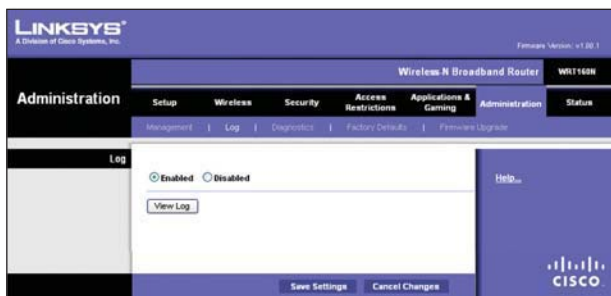 LINKSYS®
A Division of Cisco Systems, Inc.
Firmware Version: v1.00.1
Wireless-N Broadband Router
WRT160N
Administration
Setup
Wireless
Security
Access Restrictions
Applications & Gaming
Administration
Status
Management | Log | Diagnostics | Factory Defaults | Firmware Upgrade
Log
Enabled Disabled
Help...
View Log
Save Settings
Cancel Changes
CISCO